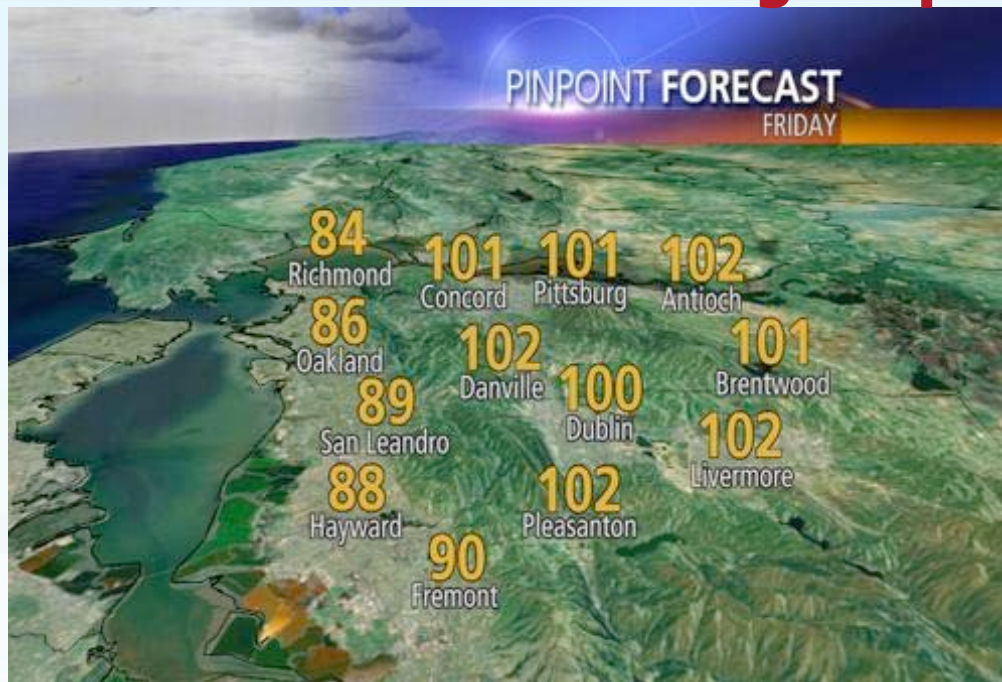 PINPOINT FORECAST
FRIDAY
84
Richmond
101
Concord
101
Pittsburg
102
Antioch
86
Oakland
102
Danville
101
Brentwood
89
San Leandro
100
Dublin
102
Livermore
88
Hayward
102
Pleasanton
90
Fremont